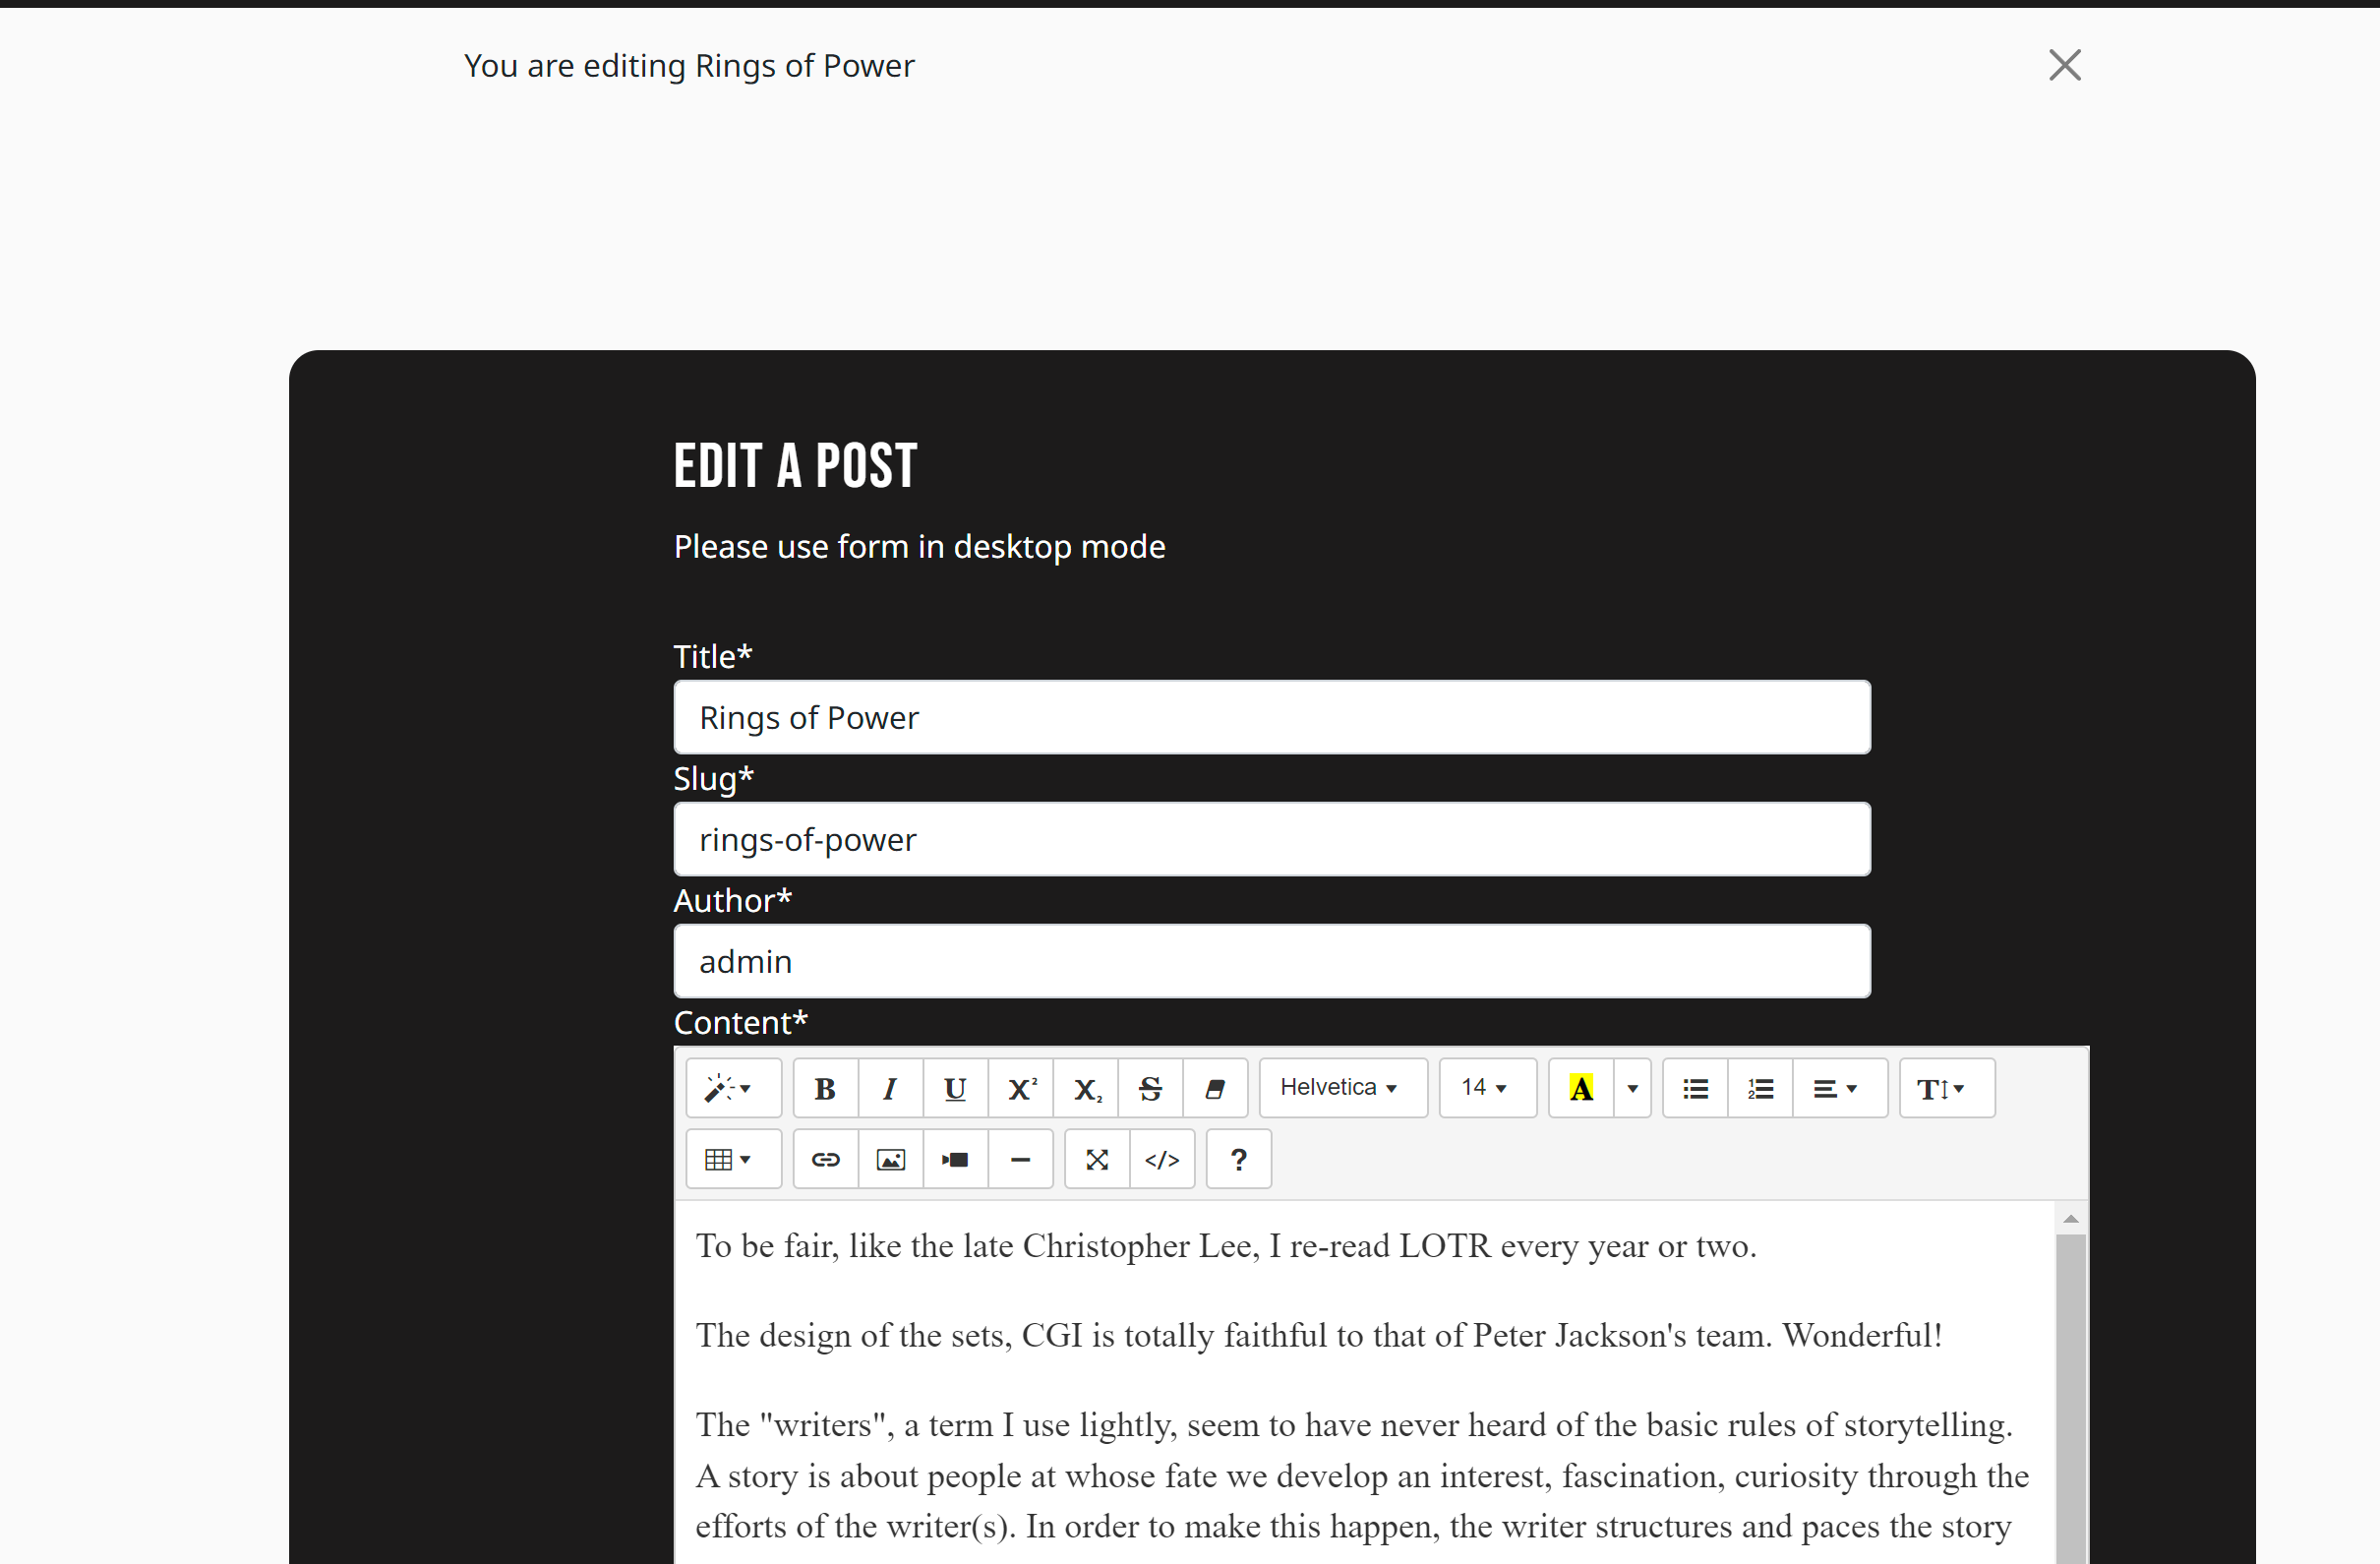 You are editing Rings of Power
EDIT A POST
Please use form in desktop mode
Title*
Rings of Power
Slug*
rings-of-power
Author*
admin
Content*
B I U X² X₂ S Helvetica 14 A T
</> ?
To be fair, like the late Christopher Lee, I re-read LOTR every year or two.
The design of the sets, CGI is totally faithful to that of Peter Jackson's team. Wonderful!
The "writers", a term I use lightly, seem to have never heard of the basic rules of storytelling.
A story is about people at whose fate we develop an interest, fascination, curiosity through the
efforts of the writer(s). In order to make this happen, the writer structures and paces the story